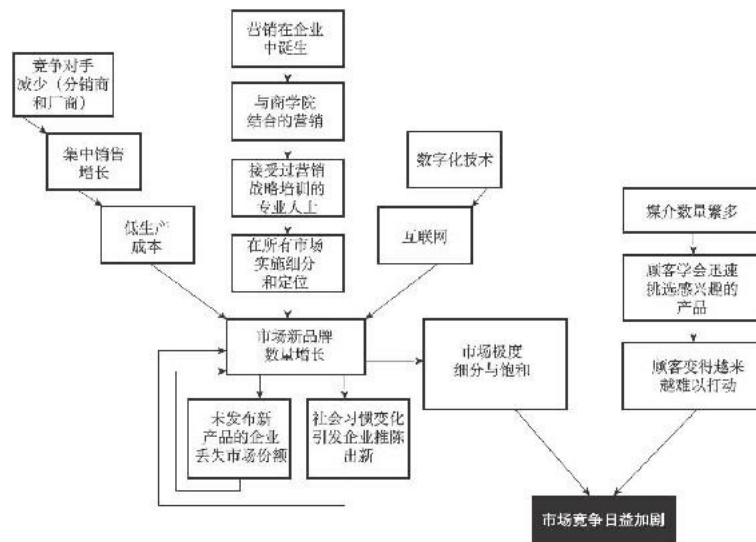 营销在企业
中诞生
竞争对手
减少（分销商
和厂商）
与商学院
结合的营销
集中销售
增长
数字化技术
接受过营销
战略培训的
专业人士
媒介数量繁多
低生产
成本
互联网
在所有市场
实施细分
和定位
顾客学会迅速
挑选感兴趣的
产品
市场新品牌
数量增长
市场极度
细分与饱和
顾客变得越来
越难以打动
未发布新
产品的企业
丢失市场份额
社会习惯变化
引发企业推陈
出新
市场竞争日益加剧